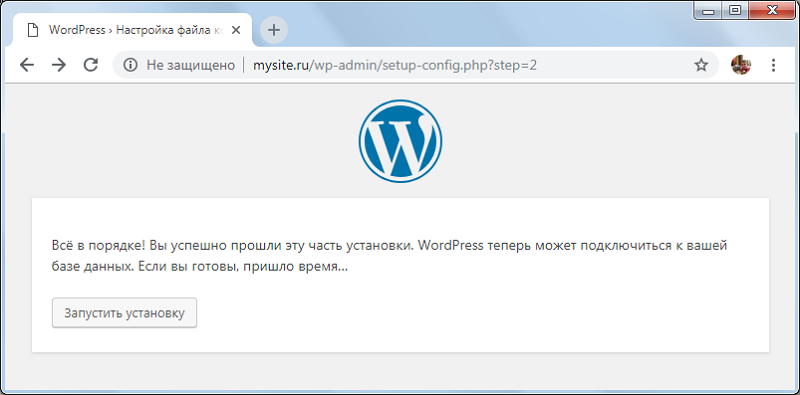 WordPress › Настройка файла к
Не защищено
mysite.ru/wp-admin/setup-config.php?step=2
Всё в порядке! Вы успешно прошли эту часть установки. WordPress теперь может подключиться к вашей
базе данных. Если вы готовы, пришло время...
Запустить установку